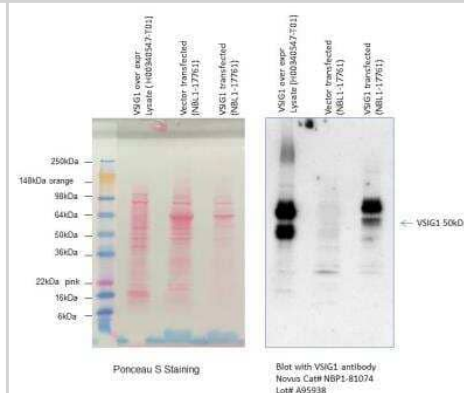 VSIG1 over expr
Lysate ( H00340547-T01)
Vector transfected
(NBL1-17761)
VSIG1 transfected
(NBL1-17761)
VSIG1 over expr
Lysate (H00340547-T01)
Vector transfected
(NBL1-17761)
VSIG1 transfected
(NBL1-17761)
250kDa
148kDa orange
98kDa
64kDa
50kDa
36kDa
22kDa pink
16kDa
6kDa
← VSIG1 50kD
Ponceau S Staining
Blot with VSIG1 antibody
Novus Cat# NBP1-81074
Lot# A95938